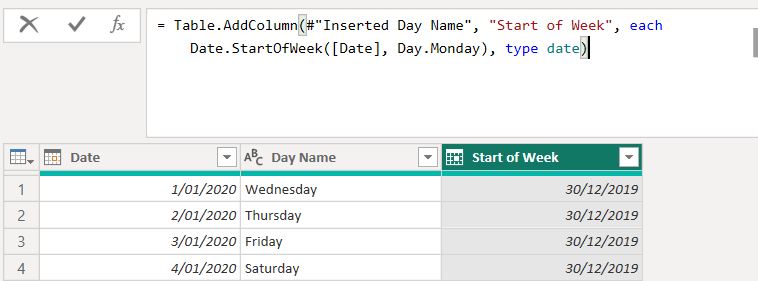 fx
= Table.AddColumn(#"Inserted Day Name", "Start of Week", each
Date.StartOfWeek([Date], Day.Monday), type date)
Date ABC Day Name Start of Week
1 1/01/2020 Wednesday 30/12/2019
2 2/01/2020 Thursday 30/12/2019
3 3/01/2020 Friday 30/12/2019
4 4/01/2020 Saturday 30/12/2019